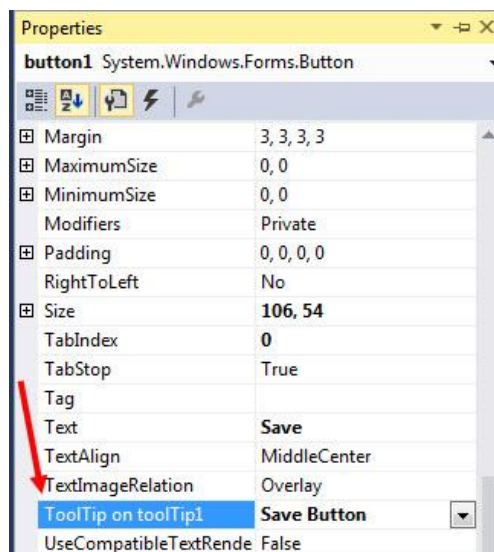 Properties
button1 System.Windows.Forms.Button
Margin 3, 3, 3, 3
MaximumSize 0, 0
MinimumSize 0, 0
Modifiers Private
Padding 0, 0, 0, 0
RightToLeft No
Size 106, 54
TabIndex 0
TabStop True
Tag
Text Save
TextAlign MiddleCenter
TextImageRelation Overlay
ToolTip on toolTip1 Save Button
UseCompatibleTextRende False